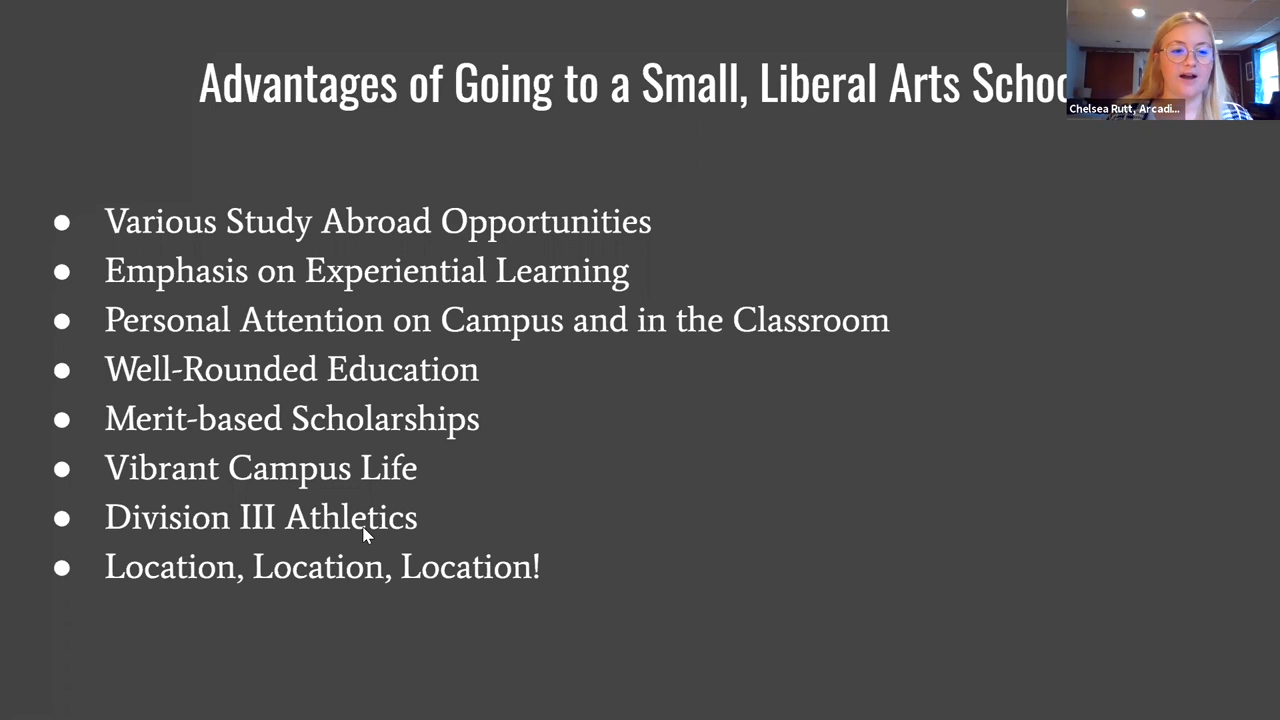 Advantages of Going to a Small, Liberal Arts Schoo
Chelsea Rutt, Arcadi...
● Various Study Abroad Opportunities
● Emphasis on Experiential Learning
● Personal Attention on Campus and in the Classroom
● Well-Rounded Education
● Merit-based Scholarships
● Vibrant Campus Life
● Division III Athletics
● Location, Location, Location!